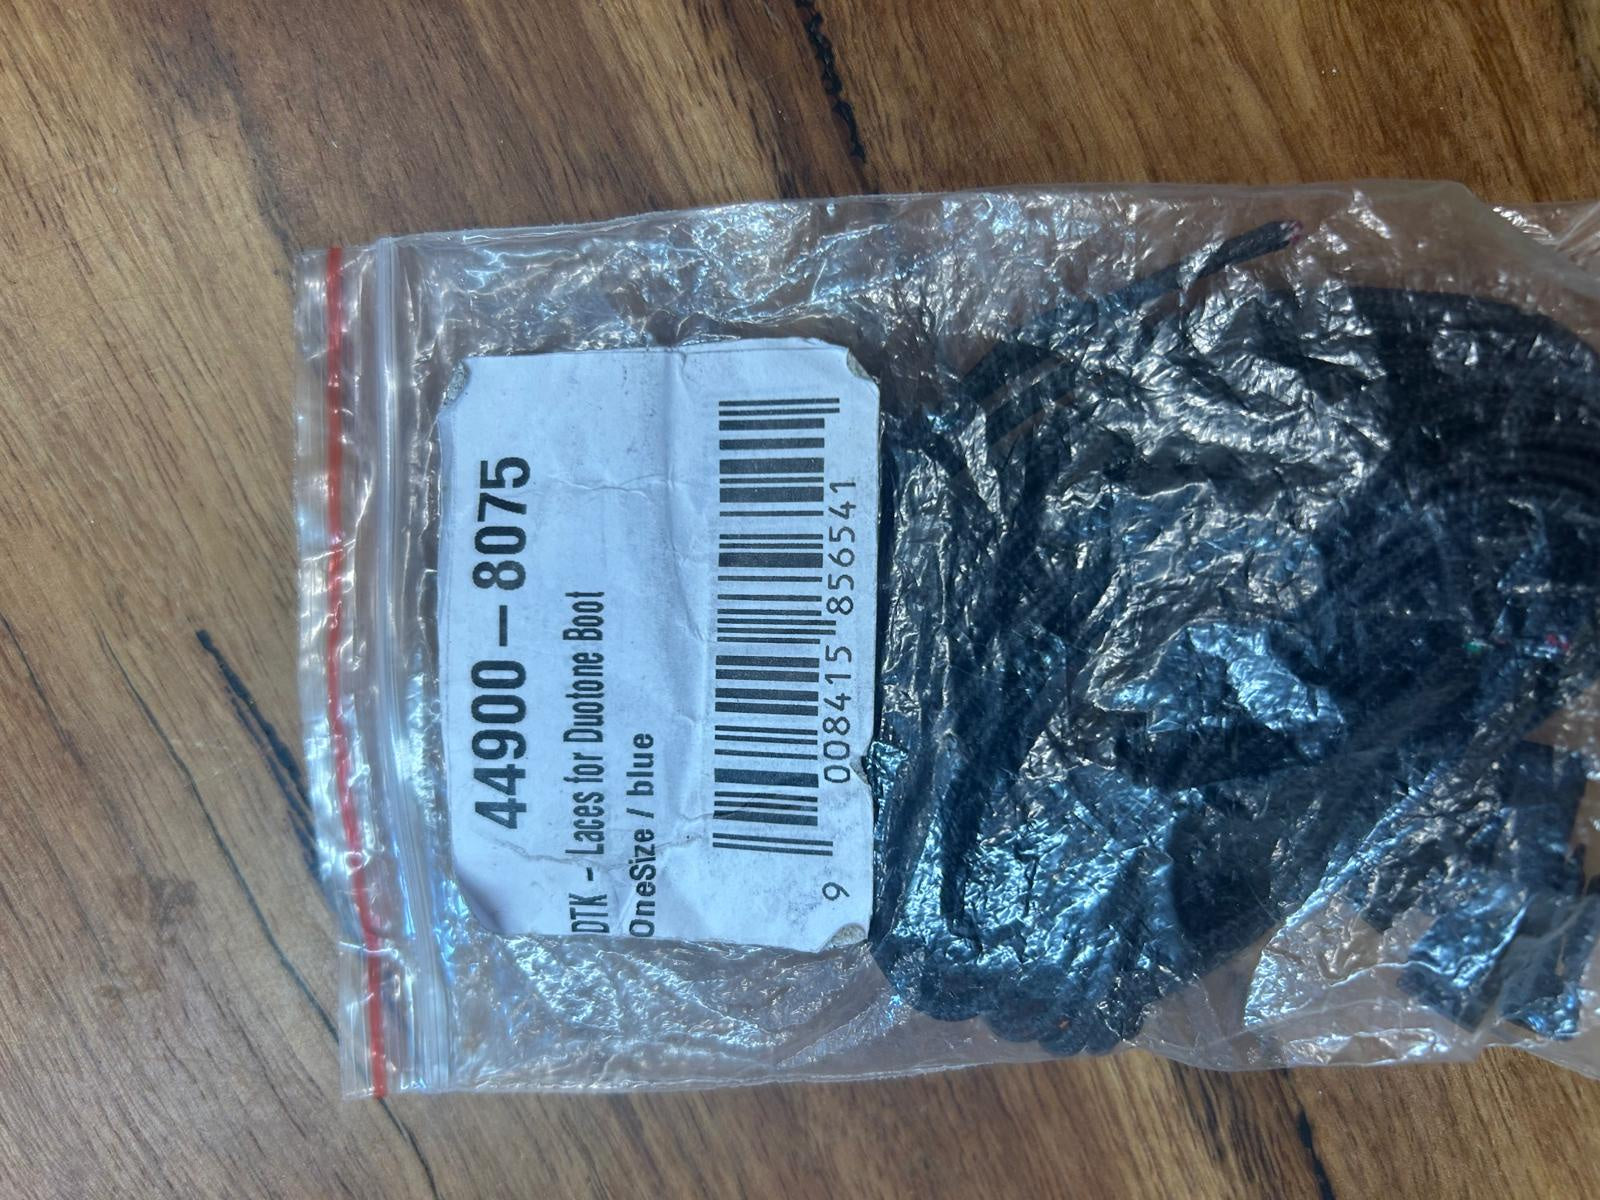 44900-8075
DTK - Laces for Duotone Boot
OneSize / blue
9 008415 856541